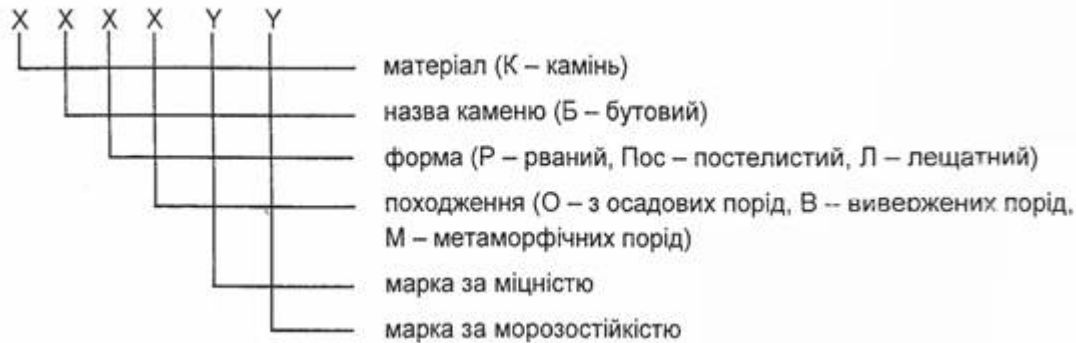 X X X X Y Y
матеріал (К – камінь)
назва каменю (Б – бутовий)
форма (Р – рваний, Пос – постелистий, Л – лещатний)
походження (О – з осадових порід, В -- вивержених порід,
М – метаморфічних порід)
марка за міцністю
марка за морозостійкістю